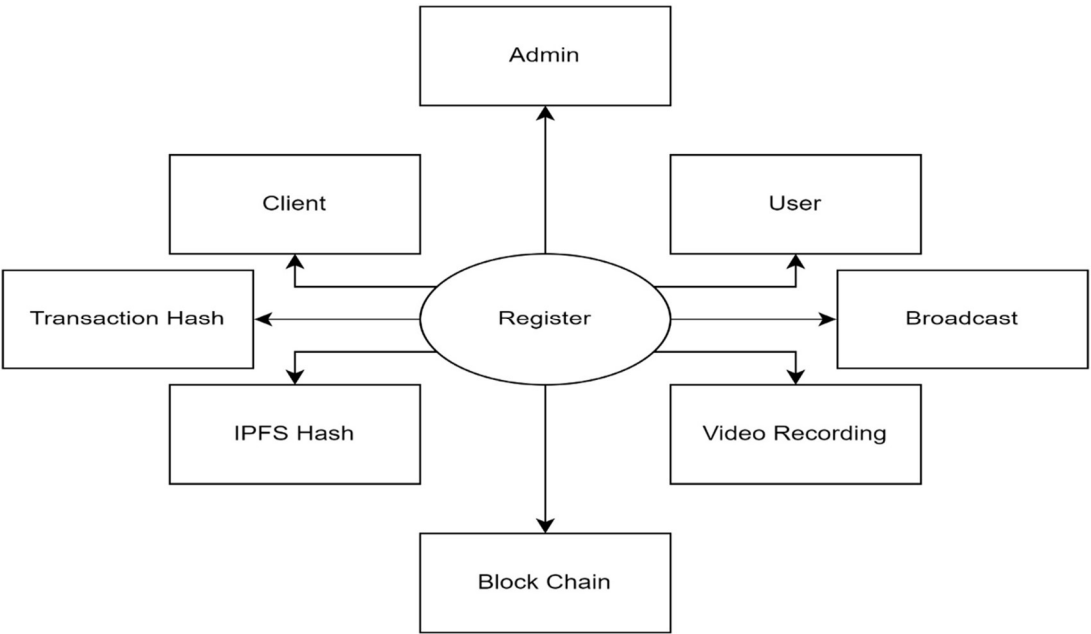 Admin
Client
User
Transaction Hash
Register
Broadcast
IPFS Hash
Video Recording
Block Chain